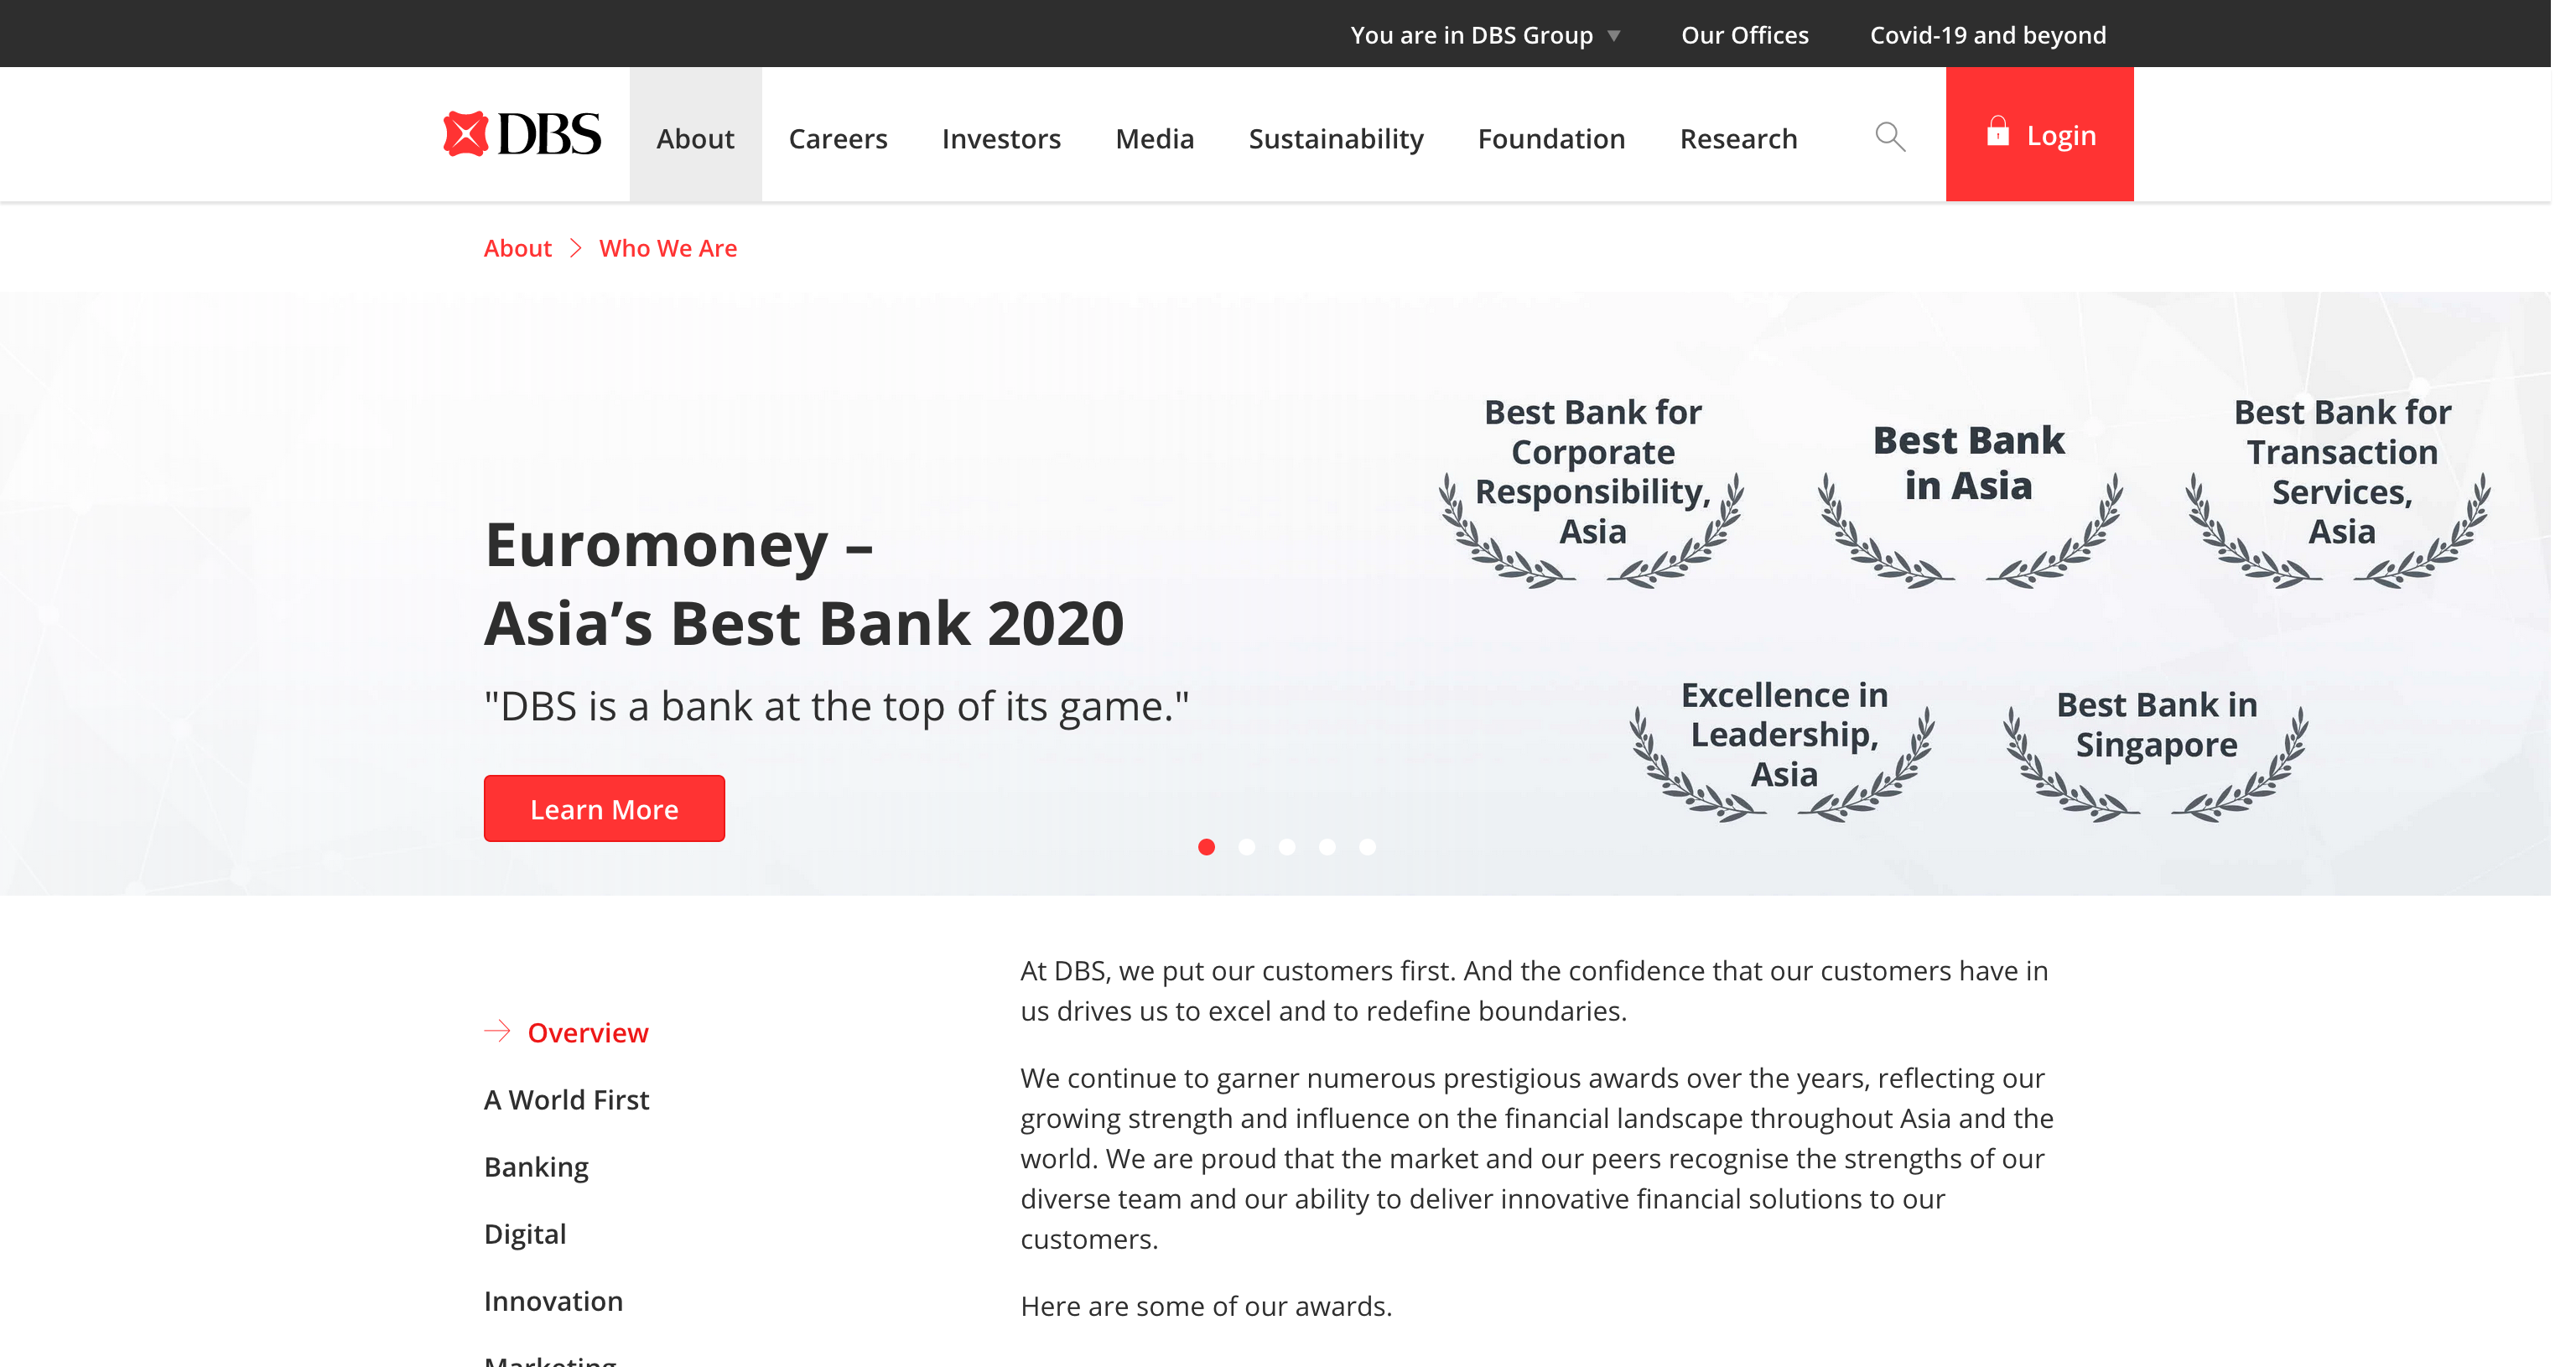 You are in DBS Group
Our Offices
Covid-19 and beyond
DBS
About
Careers
Investors
Media
Sustainability
Foundation
Research
Login
About
Who We Are
Euromoney –
Asia’s Best Bank 2020
"DBS is a bank at the top of its game."
Learn More
Best Bank for
Corporate
Responsibility,
Asia
Best Bank
in Asia
Best Bank for
Transaction
Services,
Asia
Excellence in
Leadership,
Asia
Best Bank in
Singapore
Overview
A World First
Banking
Digital
Innovation
Marketing
At DBS, we put our customers first. And the confidence that our customers have in
us drives us to excel and to redefine boundaries.
We continue to garner numerous prestigious awards over the years, reflecting our
growing strength and influence on the financial landscape throughout Asia and the
world. We are proud that the market and our peers recognise the strengths of our
diverse team and our ability to deliver innovative financial solutions to our
customers.
Here are some of our awards.